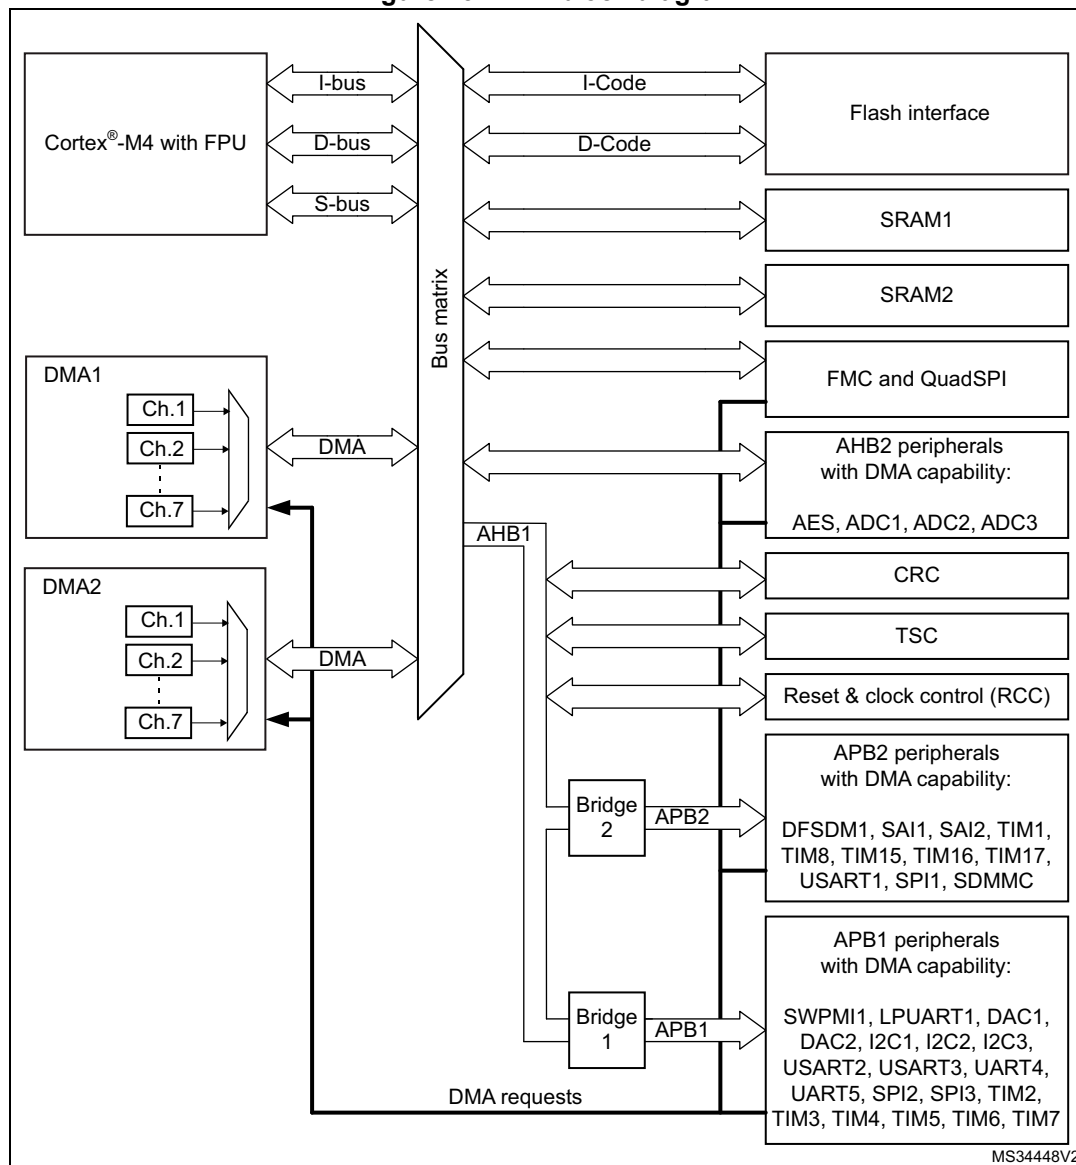 Cortex®-M4 with FPU
I-bus
D-bus
S-bus
Bus matrix
I-Code
D-Code
Flash interface
SRAM1
SRAM2
FMC and QuadSPI
DMA1
Ch.1
Ch.2
Ch.7
DMA
AHB2 peripherals
with DMA capability:
AES, ADC1, ADC2, ADC3
AHB1
DMA2
Ch.1
Ch.2
Ch.7
DMA
CRC
TSC
Reset & clock control (RCC)
Bridge
2
APB2
APB2 peripherals
with DMA capability:
DFSDM1, SAI1, SAI2, TIM1,
TIM8, TIM15, TIM16, TIM17,
USART1, SPI1, SDMMC
Bridge
1
APB1
APB1 peripherals
with DMA capability:
SWPMI1, LPUART1, DAC1,
DAC2, I2C1, I2C2, I2C3,
USART2, USART3, UART4,
UART5, SPI2, SPI3, TIM2,
TIM3, TIM4, TIM5, TIM6, TIM7
DMA requests
MS34448V2